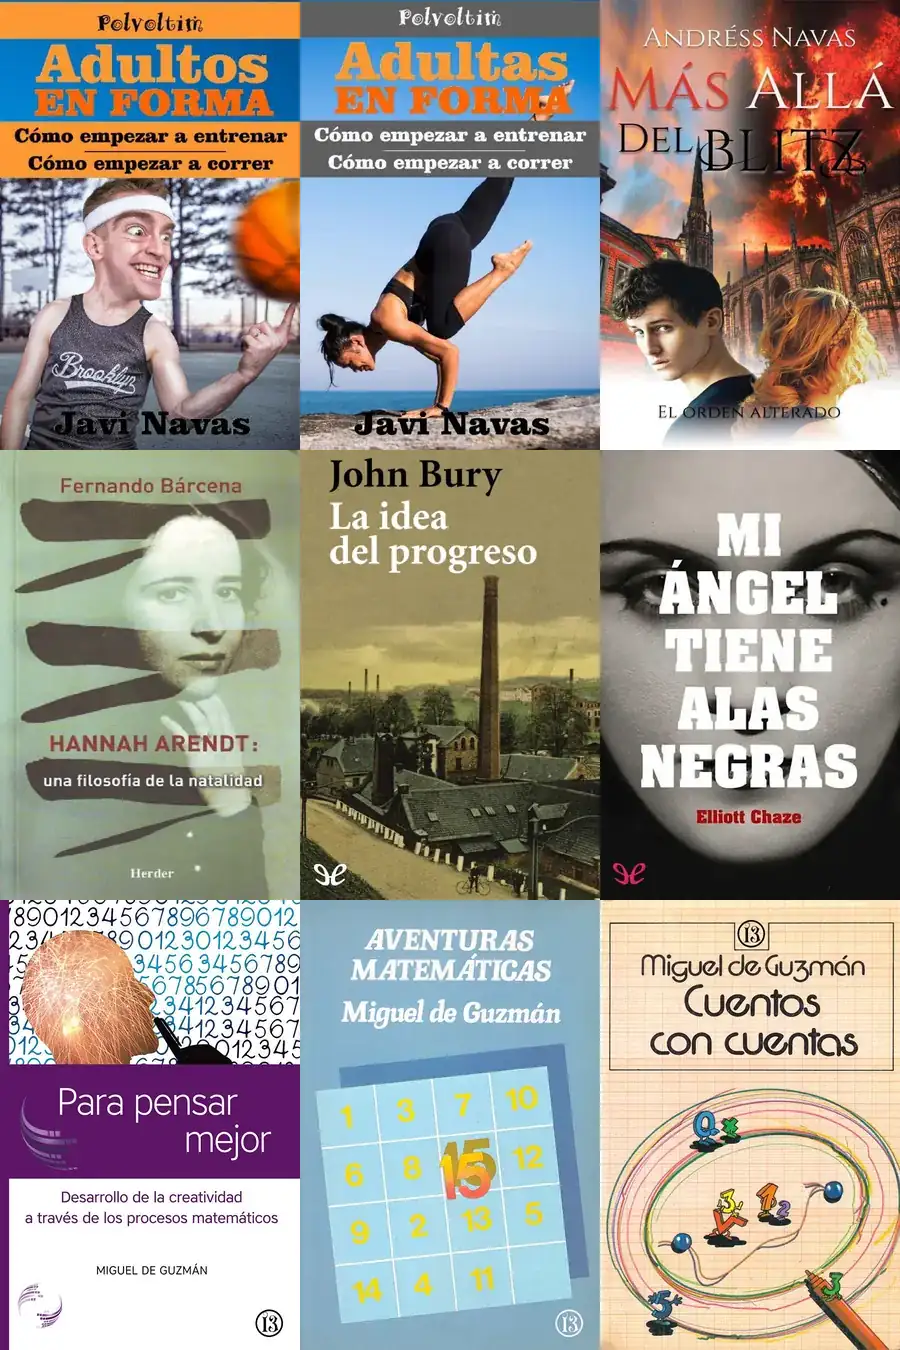 Polvoltim
Adultos
EN FORMA
Cómo empezar a entrenar
Cómo empezar a correr
Brooklyn
Javi Navas
Polvoltim
Adultas
EN FORMA
Cómo empezar a entrenar
Cómo empezar a correr
Javi Navas
ANDRÉSS NAVAS
MÁS ALLÁ
DEL BLITZ
EL ORDEN ALTERADO
Fernando Bárcena
HANNAH ARENDT:
una filosofía de la natalidad
Herder
John Bury
La idea
del progreso
MI
ÁNGEL
TIENE
ALAS
NEGRAS
Elliott Chaze
Para pensar
mejor
Desarrollo de la creatividad
a través de los procesos matemáticos
MIGUEL DE GUZMÁN
13
AVENTURAS
MATEMÁTICAS
Miguel de Guzmán
1 3 7 10
6 8 15 12
9 2 13 5
14 4 11
13
13
Miguel de Guzmán
Cuentos
con cuentas